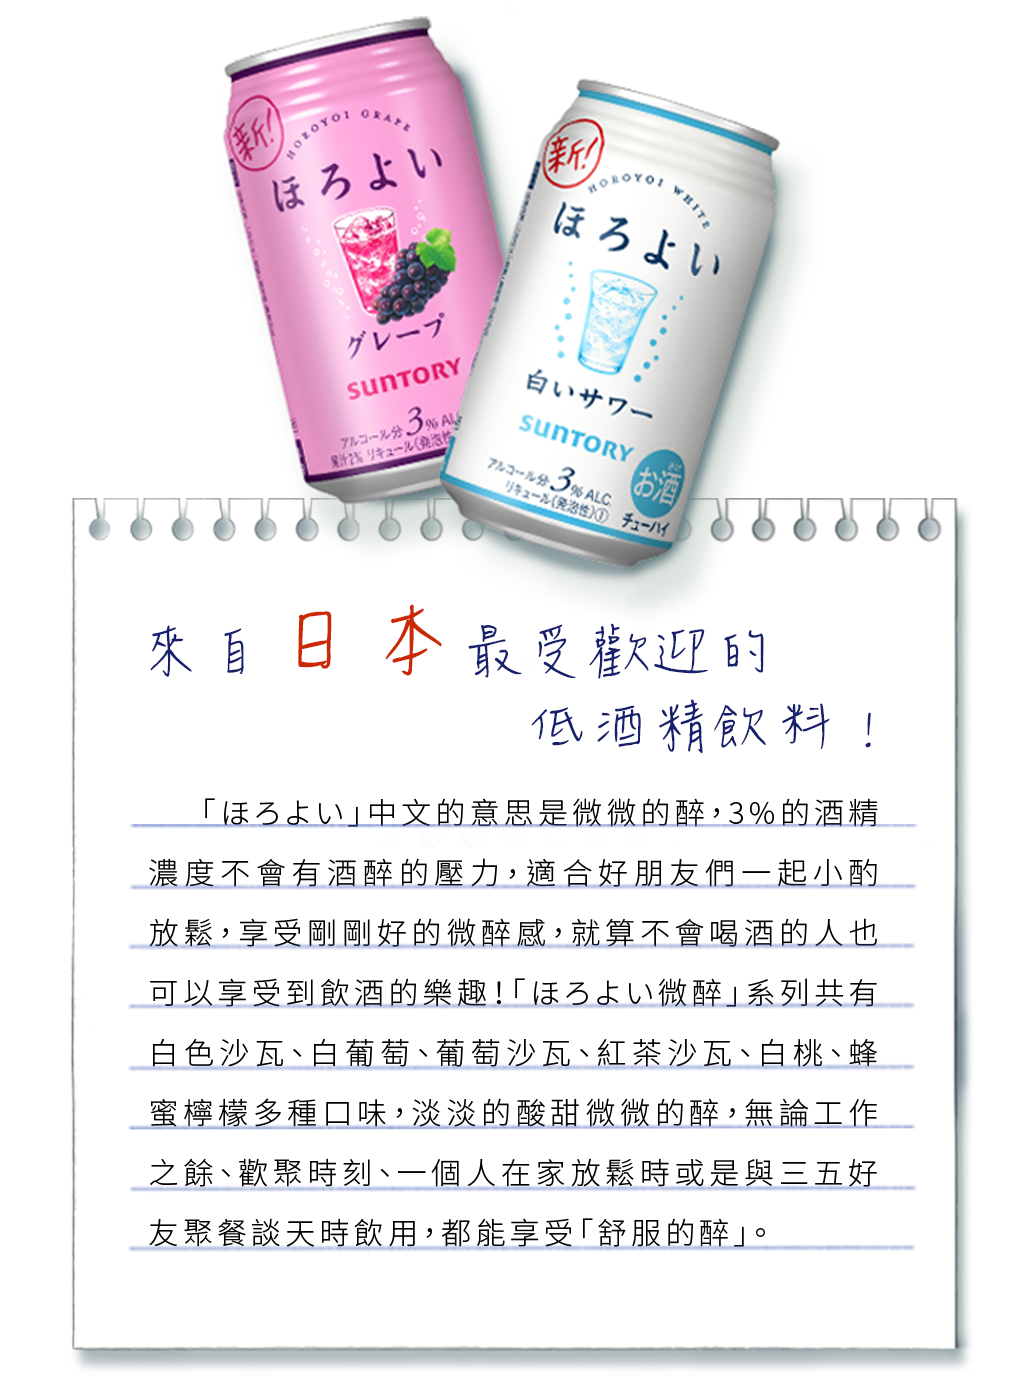 新!
HOROYOI GRAPE
ほろよい
グレープ
SUNTORY
アルコール分3%
果汁2% リキュール(発泡性
新!
HOROYOI WHITE
ほろよい
白いサワー
SUNTORY
アルコール分3% ALC.
リキュール(発泡性)①
お酒
チューハイ
來自日本最受歡迎的
低酒精飲料!
「ほろよい」中文的意思是微微的醉,3%的酒精
濃度不會有酒醉的壓力,適合好朋友們一起小酌
放鬆,享受剛剛好的微醉感,就算不會喝酒的人也
可以享受到飲酒的樂趣!「ほろよい微醉」系列共有
白色沙瓦、白葡萄、葡萄沙瓦、紅茶沙瓦、白桃、蜂
蜜檸檬多種口味,淡淡的酸甜微微的醉,無論工作
之餘、歡聚時刻、一個人在家放鬆時或是與三五好
友聚餐談天時飲用,都能享受「舒服的醉」。